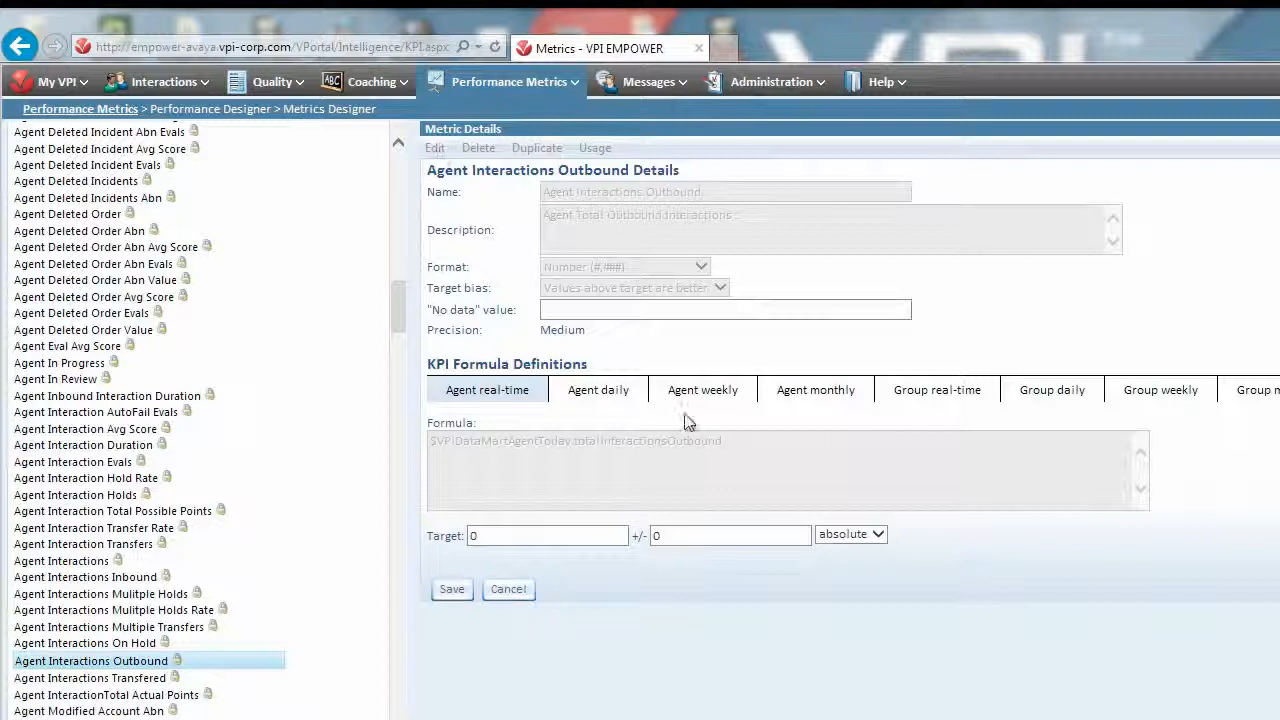 http://empower-avaya.vpi-corp.com/VPortal/Intelligence/KPI.aspx
Metrics - VPI EMPOWER
VPI
My VPI
Interactions
Quality
ABC Coaching
Performance Metrics
Messages
Administration
Help
Performance Metrics > Performance Designer > Metrics Designer
Agent Deleted Incident Abn Evals
Agent Deleted Incident Avg Score
Agent Deleted Incident Evals
Agent Deleted Incidents
Agent Deleted Incidents Abn
Agent Deleted Order
Agent Deleted Order Abn
Agent Deleted Order Abn Avg Score
Agent Deleted Order Abn Evals
Agent Deleted Order Abn Value
Agent Deleted Order Avg Score
Agent Deleted Order Evals
Agent Deleted Order Value
Agent Eval Avg Score
Agent In Progress
Agent In Review
Agent Inbound Interaction Duration
Agent Interaction AutoFail Evals
Agent Interaction Avg Score
Agent Interaction Duration
Agent Interaction Evals
Agent Interaction Hold Rate
Agent Interaction Holds
Agent Interaction Total Possible Points
Agent Interaction Transfer Rate
Agent Interaction Transfers
Agent Interactions
Agent Interactions Inbound
Agent Interactions Mulitple Holds
Agent Interactions Mulitple Holds Rate
Agent Interactions Multiple Transfers
Agent Interactions On Hold
Agent Interactions Outbound
Agent Interactions Transfered
Agent InteractionTotal Actual Points
Agent Modified Account Abn
Metric Details
Edit Delete Duplicate Usage
Agent Interactions Outbound Details
Name: Agent Interactions Outbound
Description: Agent Total Outbound Interactions
Format: Number (#,###)
Target bias: Values above target are better
"No data" value:
Precision: Medium
KPI Formula Definitions
Agent real-time Agent daily Agent weekly Agent monthly Group real-time Group daily Group weekly Group m
Formula:
$VPIDataMartAgentToday.totalInteractionsOutbound
Target: 0 +/- 0 absolute
Save Cancel